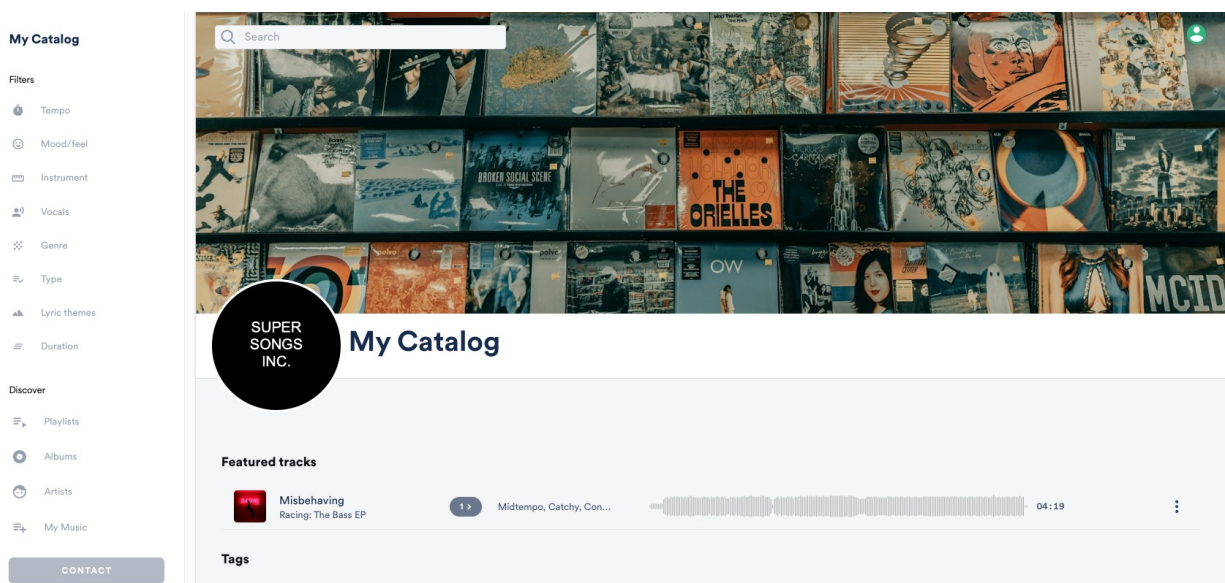 My Catalog
Filters
Tempo
Mood/feel
Instrument
Vocals
Genre
Type
Lyric themes
Duration
Discover
Playlists
Albums
Artists
My Music
CONTACT
Search
BROKEN SOCIAL SCENE
THE
ORIELLES
polvo
polvo
OW
MCID
SUPER
SONGS
INC.
My Catalog
Featured tracks
Misbehaving
Racing: The Bass EP
1 >
Midtempo, Catchy, Con...
04:19
Tags